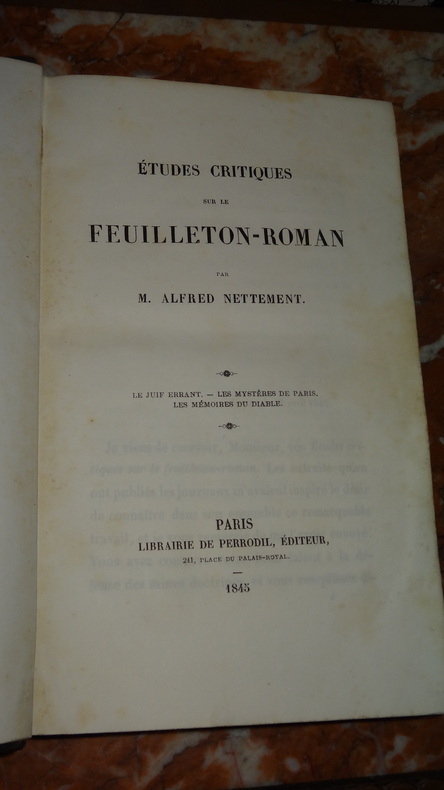 ÉTUDES CRITIQUES
SUR LE
FEUILLETON-ROMAN
PAR
M. ALFRED NETTEMENT.
LE JUIF ERRANT. — LES MYSTÈRES DE PARIS.
LES MÉMOIRES DU DIABLE.
PARIS
LIBRAIRIE DE PERRODIL, ÉDITEUR,
241, PLACE DU PALAIS-ROYAL.
1845